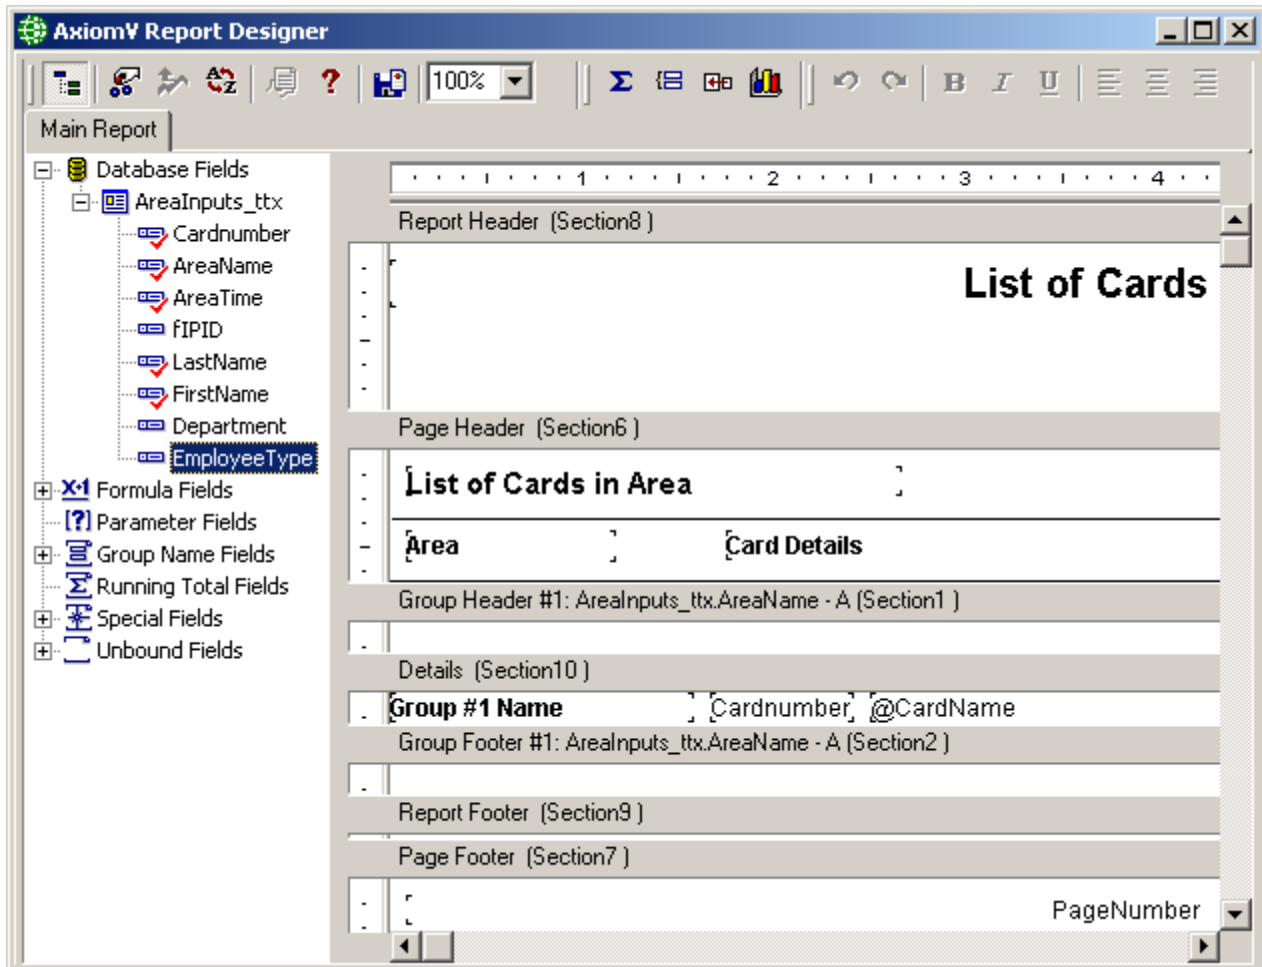 AxiomV Report Designer
100%
Main Report
Database Fields
AreaInputs_ttx
Cardnumber
AreaName
AreaTime
fIPID
LastName
FirstName
Department
EmployeeType
Formula Fields
Parameter Fields
Group Name Fields
Running Total Fields
Special Fields
Unbound Fields
1 2 3 4
Report Header (Section8 )
List of Cards
Page Header (Section6 )
List of Cards in Area
Area Card Details
Group Header #1: AreaInputs_ttx.AreaName - A (Section1 )
Details (Section10 )
Group #1 Name Cardnumber @CardName
Group Footer #1: AreaInputs_ttx.AreaName - A (Section2 )
Report Footer (Section9 )
Page Footer (Section7 )
PageNumber